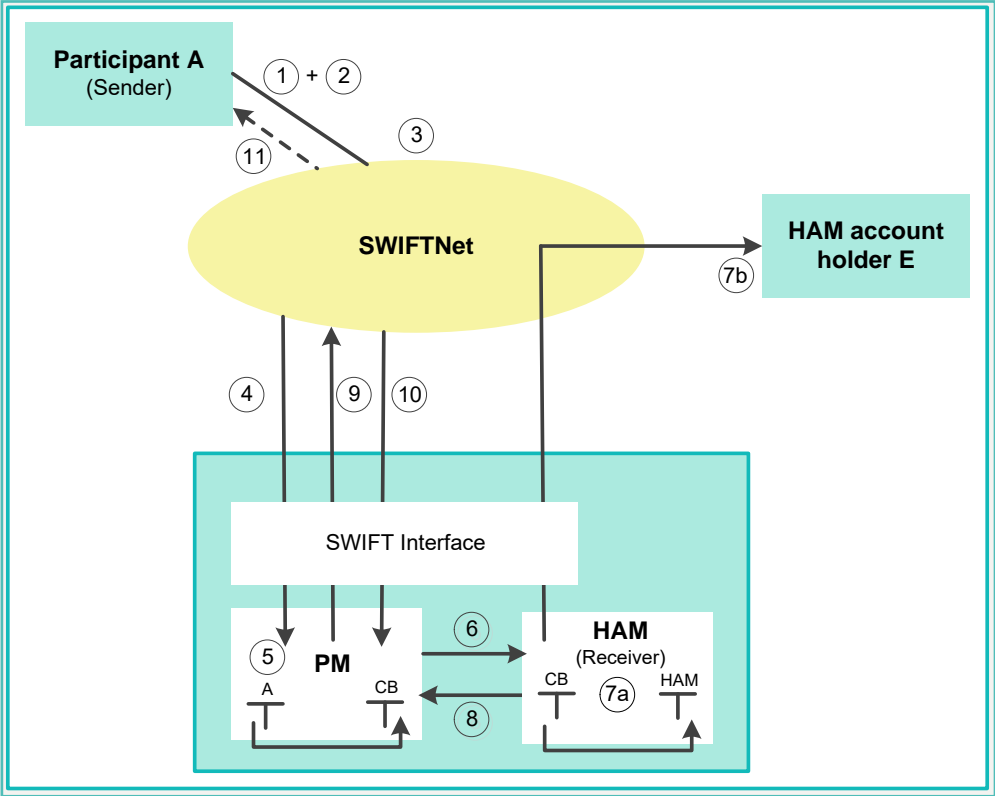 Participant A
(Sender)
1 + 2
3
11
SWIFTNet
HAM account
holder E
7b
4
9
10
SWIFT Interface
6
HAM
(Receiver)
5
PM
A
CB
CB
7a
HAM
8